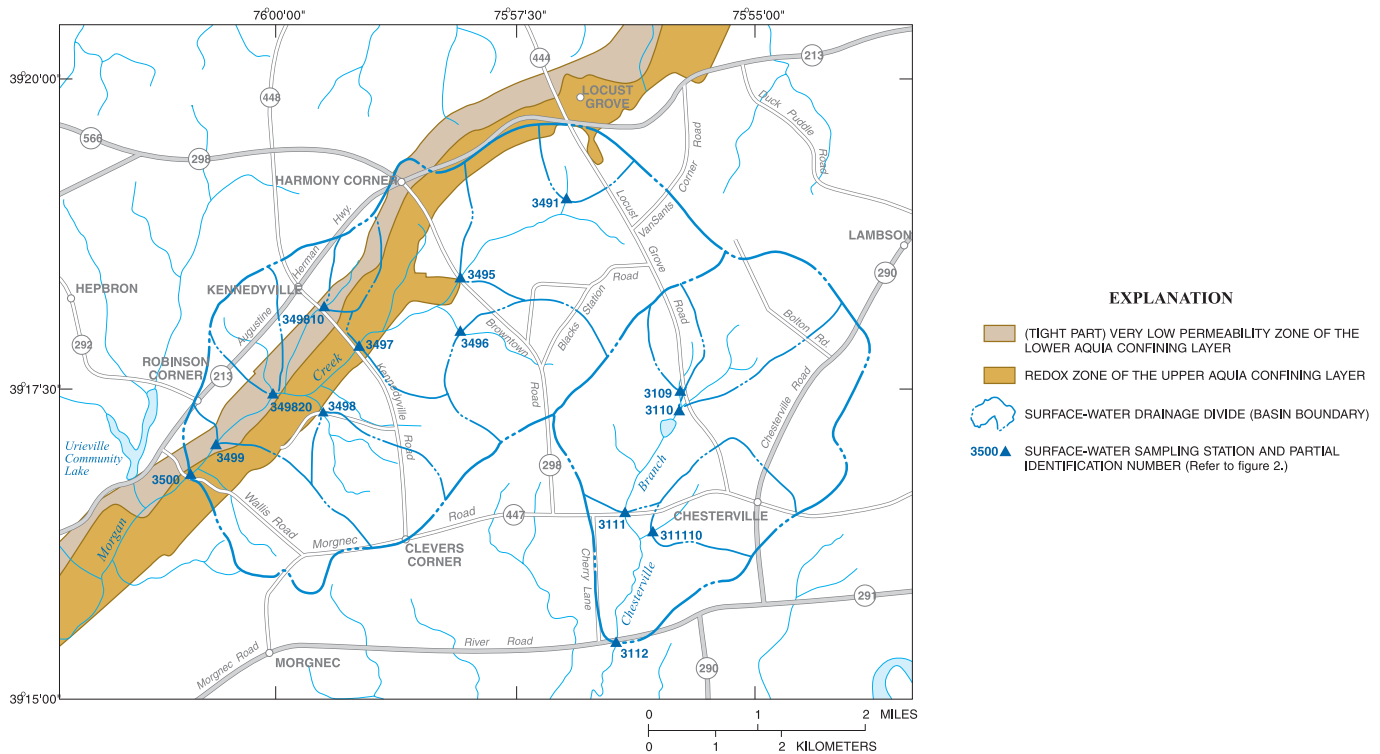 76°00'00"
75°57'30"
75°55'00"
39°20'00"
39°17'30"
39°15'00"
444
213
LOCUST
GROVE
448
566
298
Duck Puddle Road
VanSants Corner Road
HARMONY CORNER
3491
Locust Grove Road
LAMBSON
290
Augustine Herman Hwy.
3495
HEPBRON
KENNEDYVILLE
349810
Blacks Station Road
Bolton Rd.
292
3497
3496
Browntown Road
ROBINSON
CORNER
213
Creek
Kennedyville Road
3109
3110
Chesterville Road
349820
3498
Urieville
Community
Lake
3499
3500
298
Branch
Wallis Road
Morgnec Road
447
3111
CHESTERVILLE
311110
Morgan
CLEVERS
CORNER
Cherry Lane
Chesterville
291
3112
River Road
MORGNEC
Morgnec Road
290
0 1 2 MILES
0 1 2 KILOMETERS
EXPLANATION
(TIGHT PART) VERY LOW PERMEABILITY ZONE OF THE
LOWER AQUIA CONFINING LAYER
REDOX ZONE OF THE UPPER AQUIA CONFINING LAYER
SURFACE-WATER DRAINAGE DIVIDE (BASIN BOUNDARY)
3500 SURFACE-WATER SAMPLING STATION AND PARTIAL
IDENTIFICATION NUMBER (Refer to figure 2.)